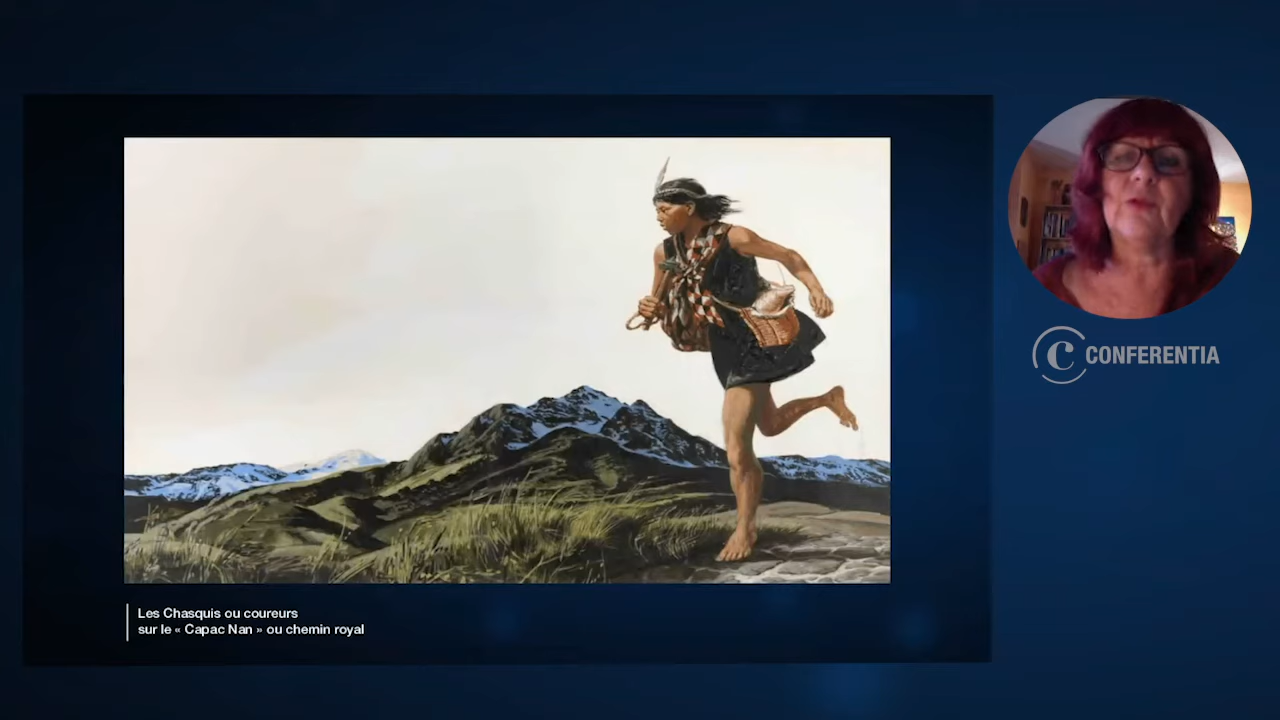 Les Chasquis ou coureurs
sur le « Capac Nan » ou chemin royal
C CONFERENTIA